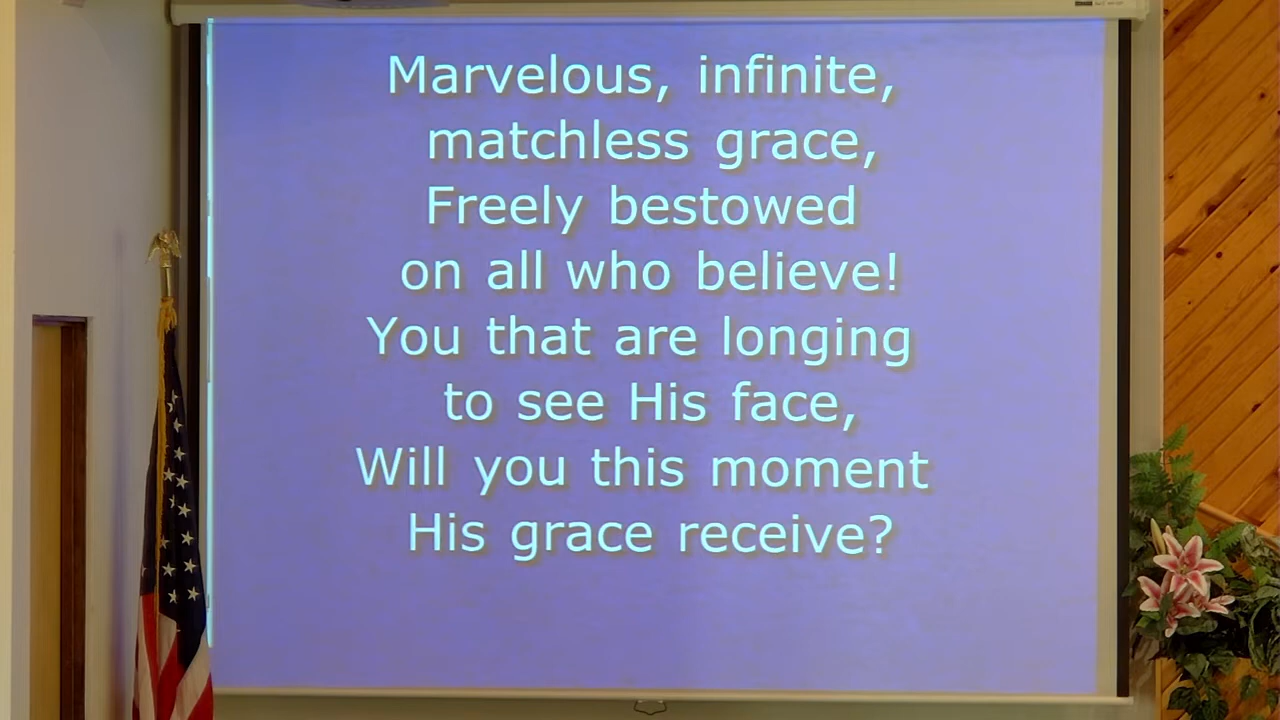 Marvelous, infinite,
matchless grace,
Freely bestowed
on all who believe!
You that are longing
to see His face,
Will you this moment
His grace receive?